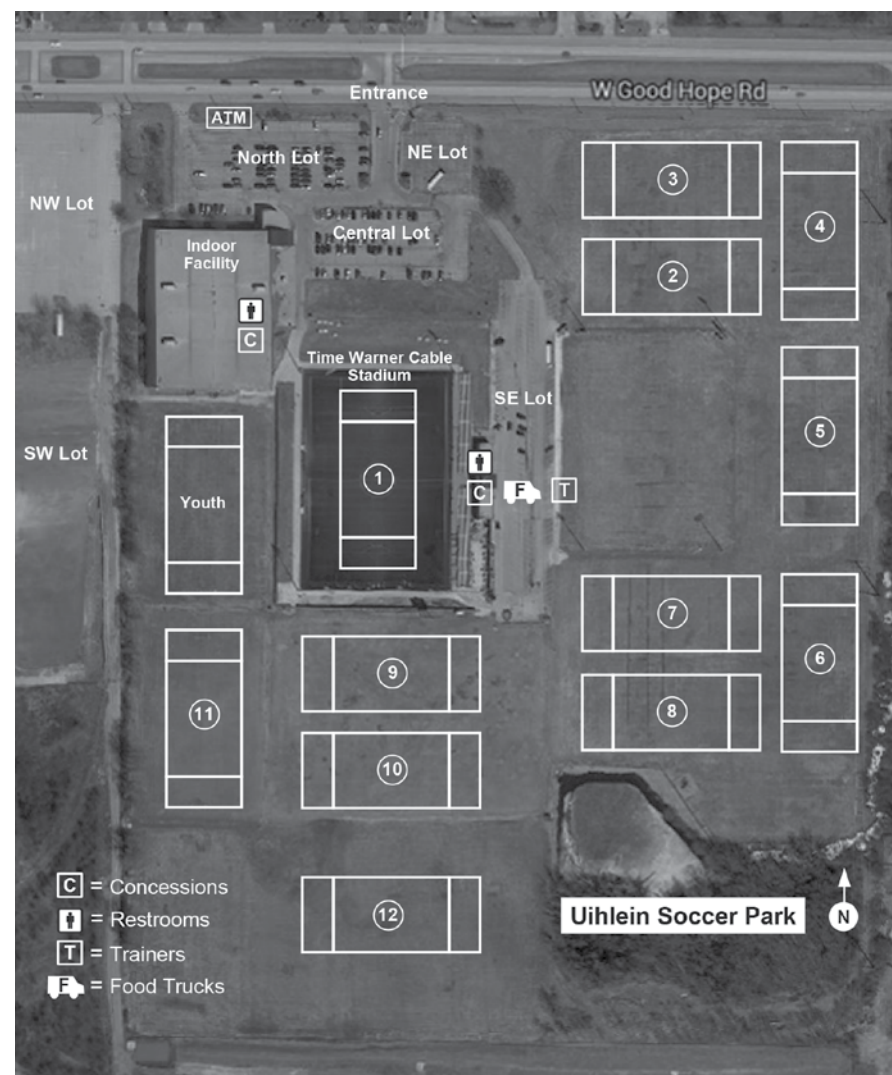 W Good Hope Rd
Entrance
ATM
North Lot
NE Lot
NW Lot
Central Lot
Indoor
Facility
C
3
4
2
Time Warner Cable
Stadium
SE Lot
5
SW Lot
Youth
1
C
F
T
7
6
9
8
11
10
C = Concessions
= Restrooms
T = Trainers
F = Food Trucks
12
Uihlein Soccer Park
N